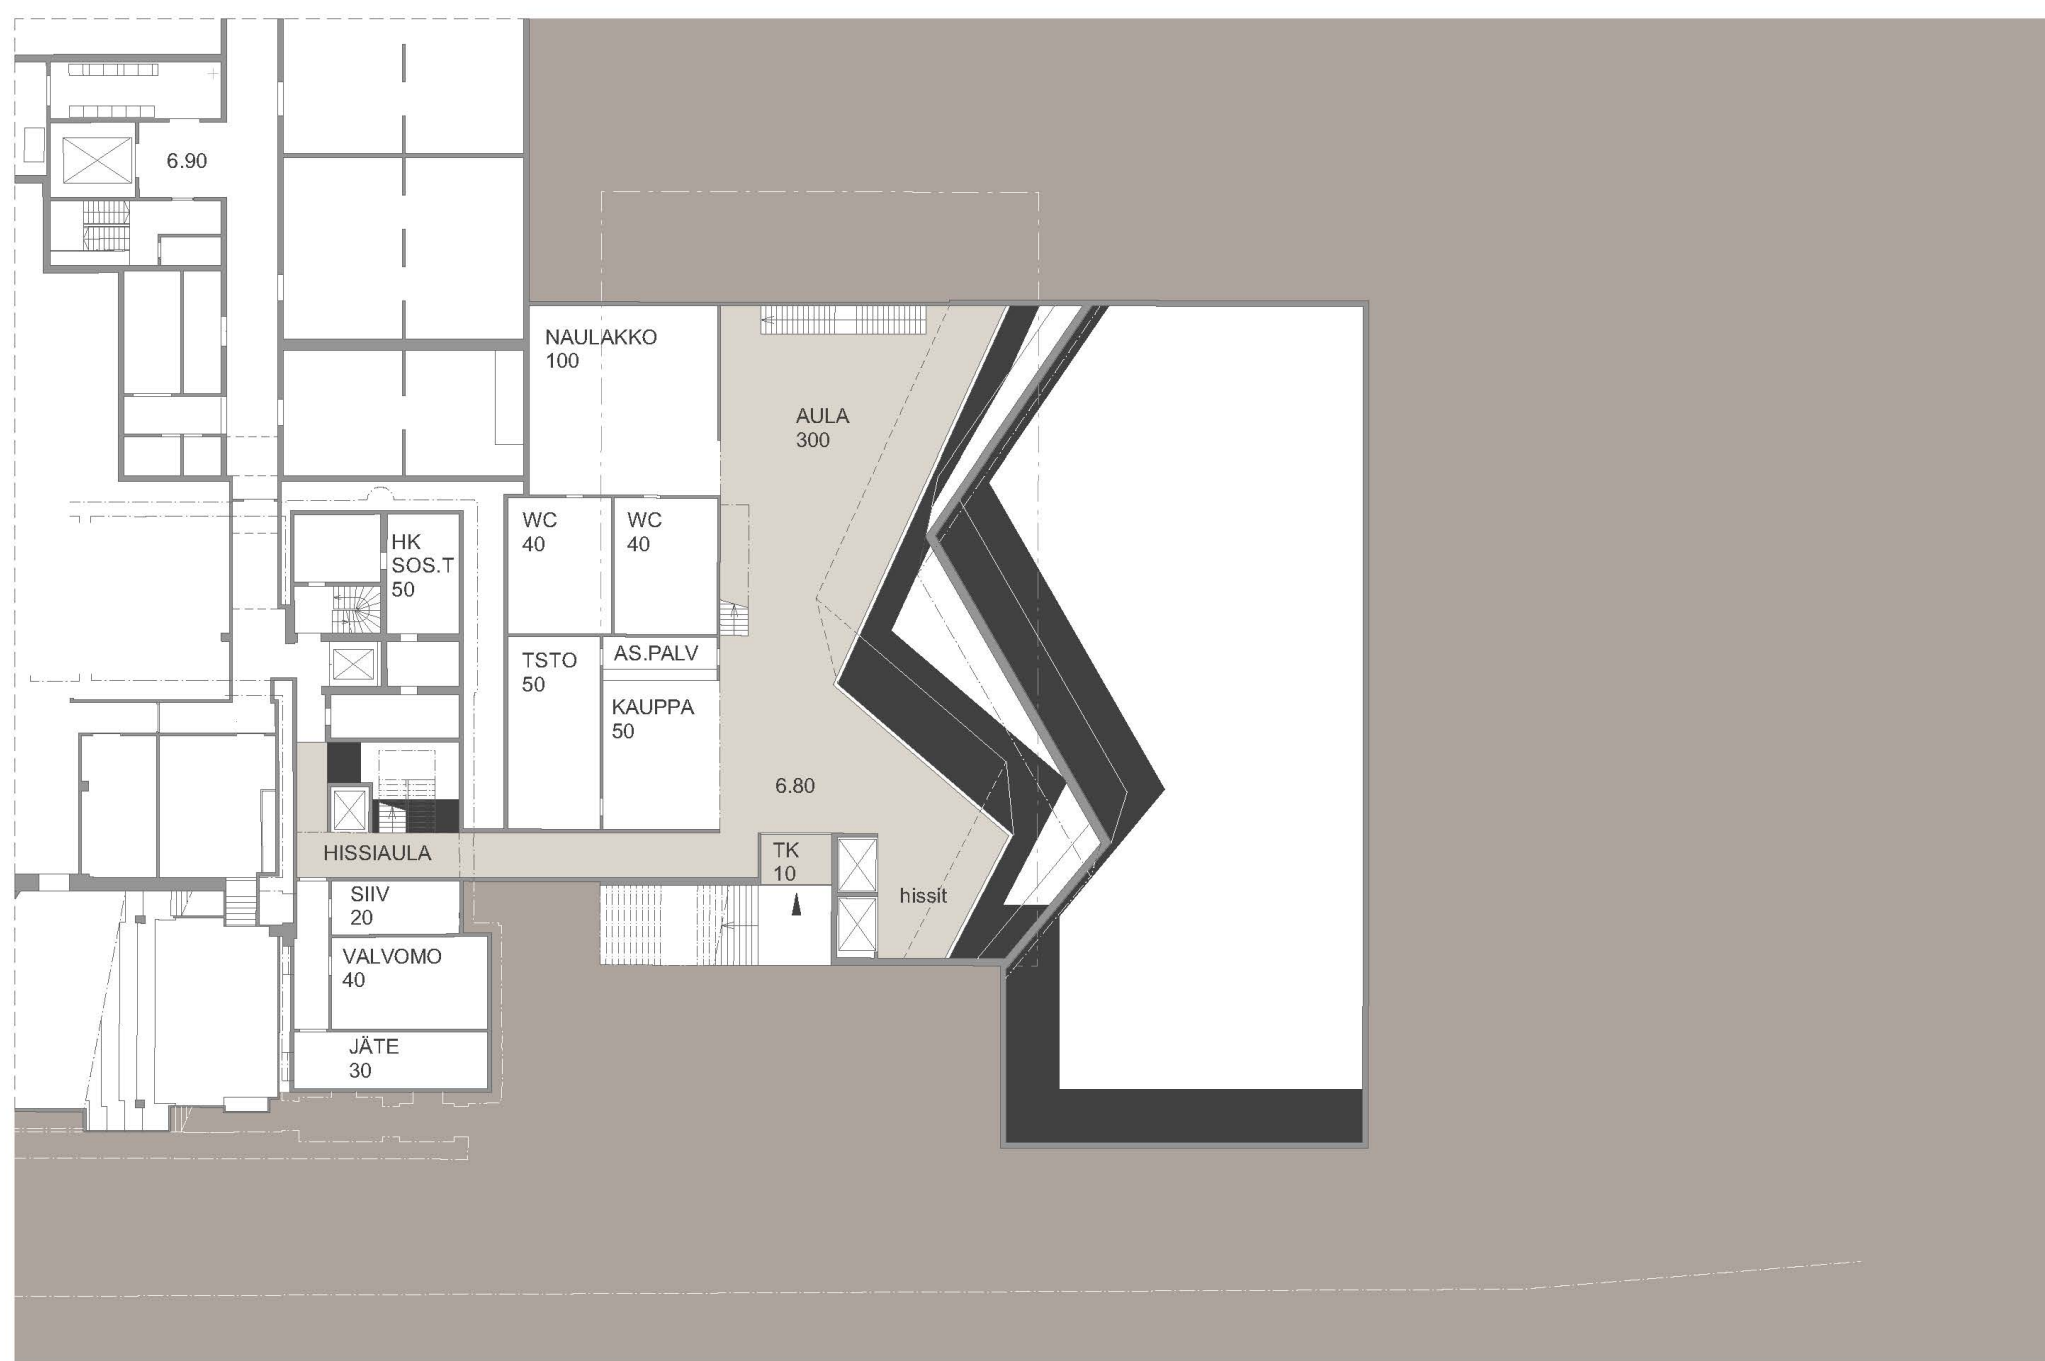 6.90
NAULAKKO
100
AULA
300
WC
40
WC
40
HK
SOS.T
50
TSTO
50
AS.PALV
KAUPPA
50
6.80
HISSIAULA
TK
10
hissit
SIIV
20
VALVOMO
40
JÄTE
30